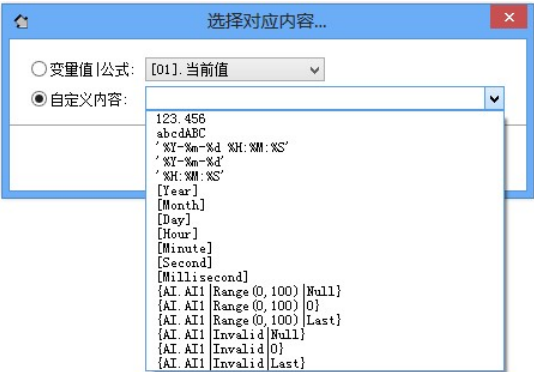 选择对应内容...
变量值|公式: [01].当前值
自定义内容:
123.456
abcdABC
'%Y-%m-%d %H:%M:%S'
'%Y-%m-%d'
'%H:%M:%S'
[Year]
[Month]
[Day]
[Hour]
[Minute]
[Second]
[Millisecond]
{AI.AI1|Range(0,100)|Null}
{AI.AI1|Range(0,100)|0}
{AI.AI1|Range(0,100)|Last}
{AI.AI1|Invalid|Null}
{AI.AI1|Invalid|0}
{AI.AI1|Invalid|Last}